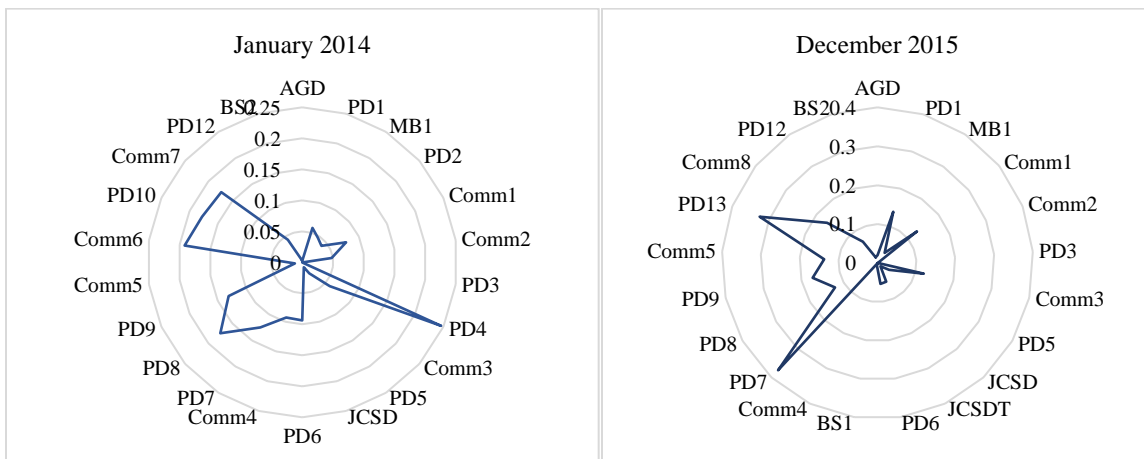 January 2014
AGD
PD1
MB1
PD2
Comm1
Comm2
PD3
PD4
Comm3
PD5
JCSD
PD6
Comm4
PD7
PD8
PD9
Comm5
Comm6
PD10
Comm7
PD12
BS2
0.25
0.2
0.15
0.1
0.05
0
December 2015
AGD
PD1
MB1
Comm1
Comm2
PD3
Comm3
PD5
JCSD
JCSDT
PD6
BS1
Comm4
PD7
PD8
PD9
Comm5
PD13
Comm8
PD12
BS2
0.4
0.3
0.2
0.1
0